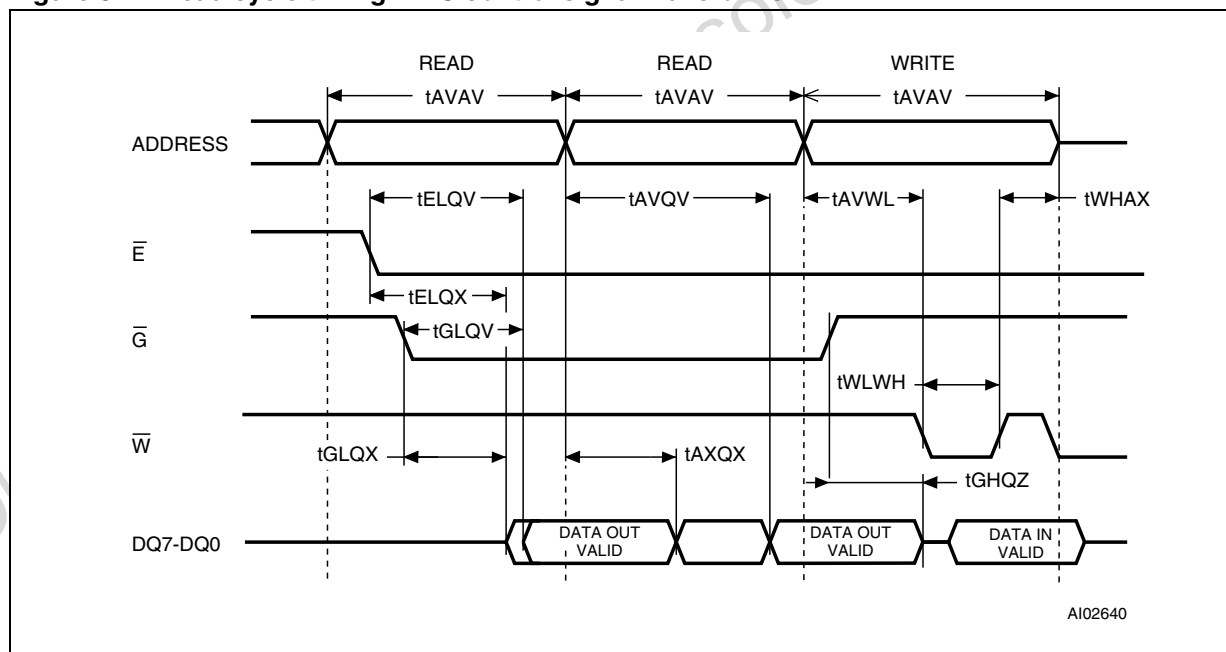 READ READ WRITE
tAVAV tAVAV tAVAV
ADDRESS
tELQV tAVQV tAVWL tWHAX
E
tELQX
G
tGLQV
tWLWH
W
tGLQX tAXQX
tGHQZ
DQ7-DQ0
DATA OUT VALID
DATA OUT VALID
DATA IN VALID
AI02640